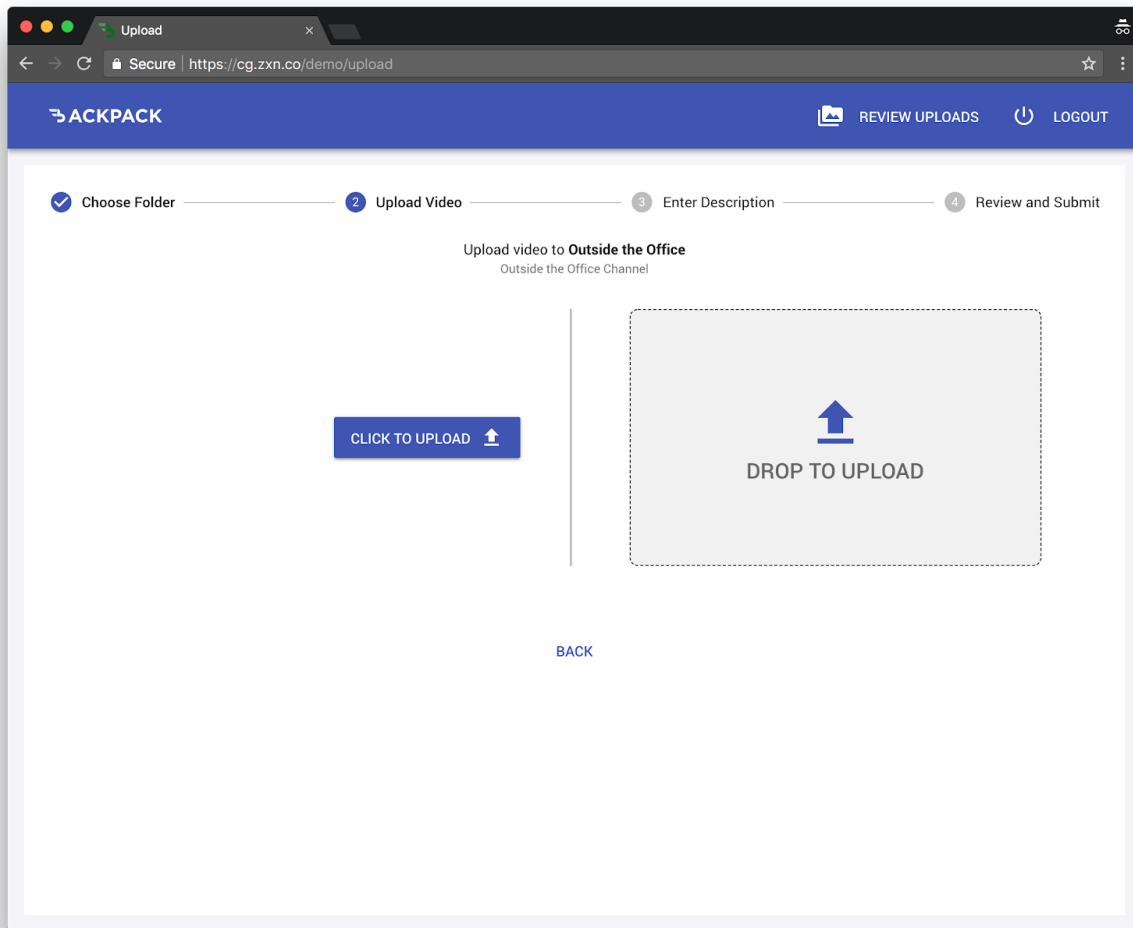 Upload
Secure https://cg.zxn.co/demo/upload
BACKPACK REVIEW UPLOADS LOGOUT
Choose Folder 2 Upload Video 3 Enter Description 4 Review and Submit
Upload video to Outside the Office
Outside the Office Channel
CLICK TO UPLOAD
DROP TO UPLOAD
BACK